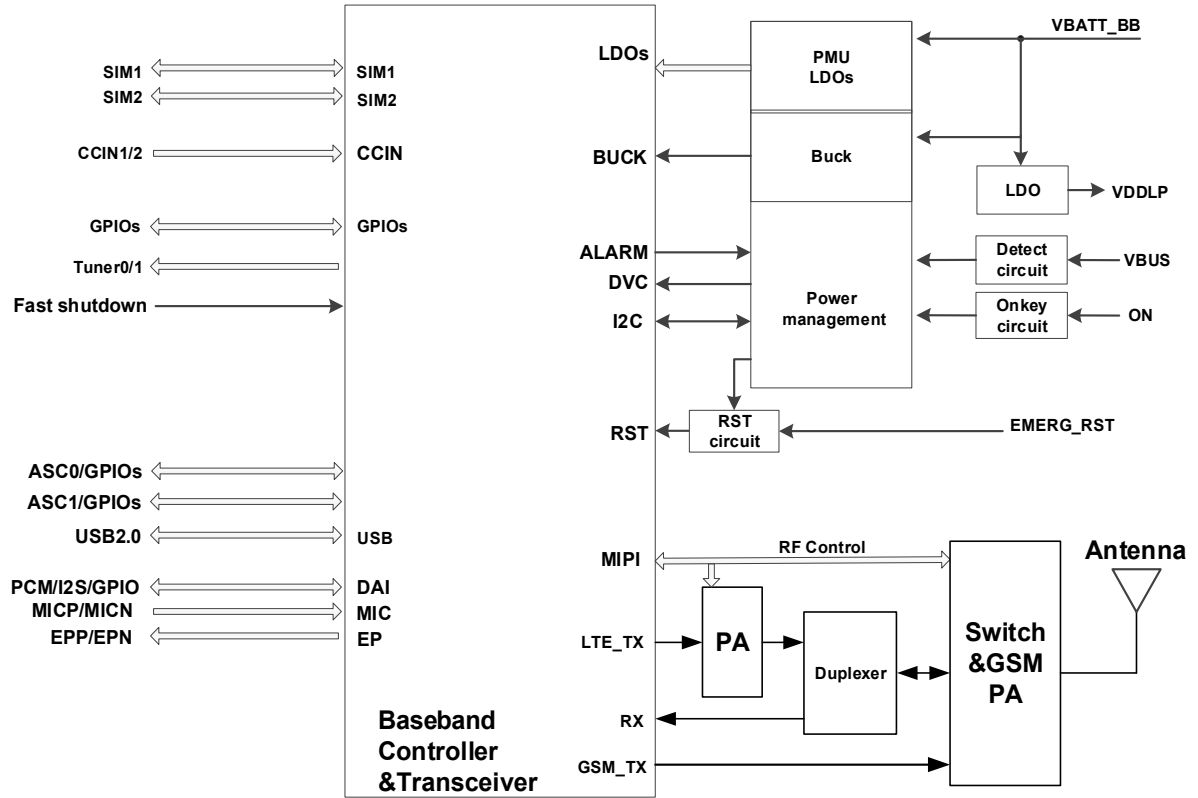 SIM1
SIM2
CCIN1/2
GPIOs
Tuner0/1
Fast shutdown
ASC0/GPIOs
ASC1/GPIOs
USB2.0
PCM/I2S/GPIO
MICP/MICN
EPP/EPN
SIM1
SIM2
CCIN
GPIOs
USB
DAI
MIC
EP
Baseband
Controller
&Transceiver
LDOs
BUCK
ALARM
DVC
I2C
RST
MIPI
LTE_TX
RX
GSM_TX
PMU
LDOs
Buck
Power
management
RST
circuit
VBATT_BB
LDO
VDDLP
Detect
circuit
VBUS
Onkey
circuit
ON
EMERG_RST
RF Control
PA
Duplexer
Switch
&GSM
PA
Antenna